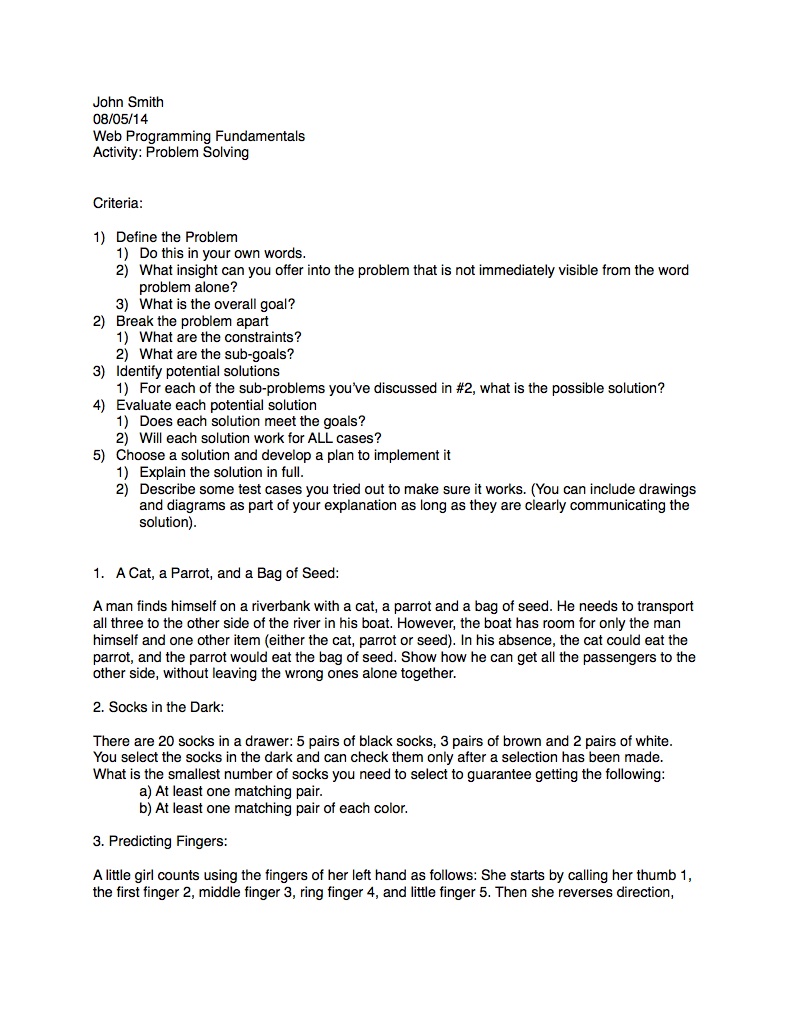 John Smith
08/05/14
Web Programming Fundamentals
Activity: Problem Solving
Criteria:
1) Define the Problem
1) Do this in your own words.
2) What insight can you offer into the problem that is not immediately visible from the word
problem alone?
3) What is the overall goal?
2) Break the problem apart
1) What are the constraints?
2) What are the sub-goals?
3) Identify potential solutions
1) For each of the sub-problems you've discussed in #2, what is the possible solution?
4) Evaluate each potential solution
1) Does each solution meet the goals?
2) Will each solution work for ALL cases?
5) Choose a solution and develop a plan to implement it
1) Explain the solution in full.
2) Describe some test cases you tried out to make sure it works. (You can include drawings
and diagrams as part of your explanation as long as they are clearly communicating the
solution).
1. A Cat, a Parrot, and a Bag of Seed:
A man finds himself on a riverbank with a cat, a parrot and a bag of seed. He needs to transport
all three to the other side of the river in his boat. However, the boat has room for only the man
himself and one other item (either the cat, parrot or seed). In his absence, the cat could eat the
parrot, and the parrot would eat the bag of seed. Show how he can get all the passengers to the
other side, without leaving the wrong ones alone together.
2. Socks in the Dark:
There are 20 socks in a drawer: 5 pairs of black socks, 3 pairs of brown and 2 pairs of white.
You select the socks in the dark and can check them only after a selection has been made.
What is the smallest number of socks you need to select to guarantee getting the following:
a) At least one matching pair.
b) At least one matching pair of each color.
3. Predicting Fingers:
A little girl counts using the fingers of her left hand as follows: She starts by calling her thumb 1,
the first finger 2, middle finger 3, ring finger 4, and little finger 5. Then she reverses direction,